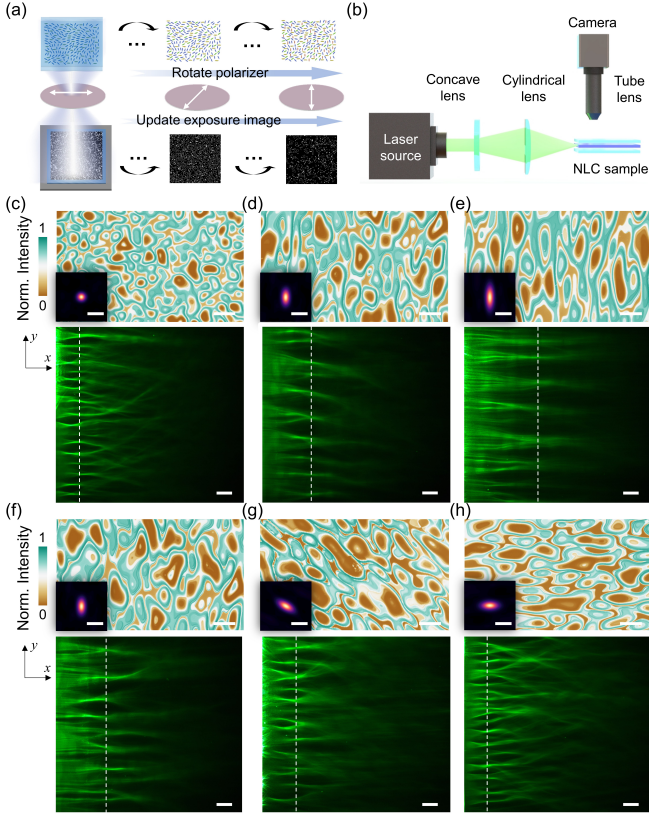 (a)
...
...
Rotate polarizer
Update exposure image
...
...
(b)
Camera
Concave
lens
Cylindrical
lens
Tube
lens
Laser
source
NLC sample
(c)
(d)
(e)
Norm. Intensity
1
0
y
x
(f)
(g)
(h)
Norm. Intensity
1
0
y
x